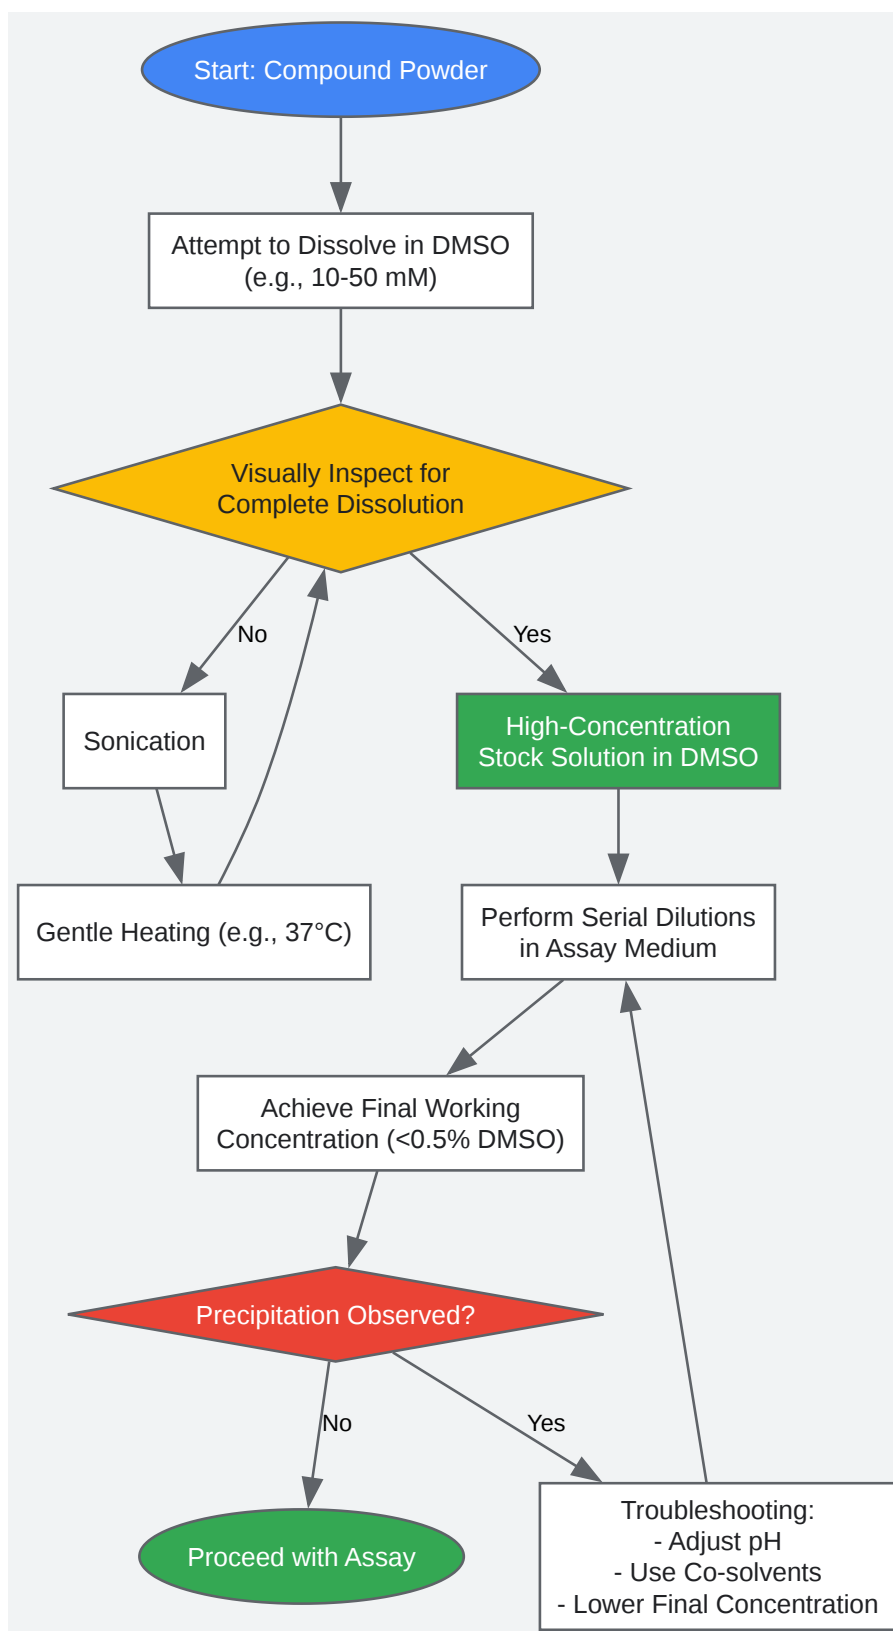 Start: Compound Powder
Attempt to Dissolve in DMSO
(e.g., 10-50 mM)
Visually Inspect for
Complete Dissolution
No
Yes
Sonication
High-Concentration
Stock Solution in DMSO
Gentle Heating (e.g., 37°C)
Perform Serial Dilutions
in Assay Medium
Achieve Final Working
Concentration (<0.5% DMSO)
Precipitation Observed?
No
Yes
Proceed with Assay
Troubleshooting:
- Adjust pH
- Use Co-solvents
- Lower Final Concentration